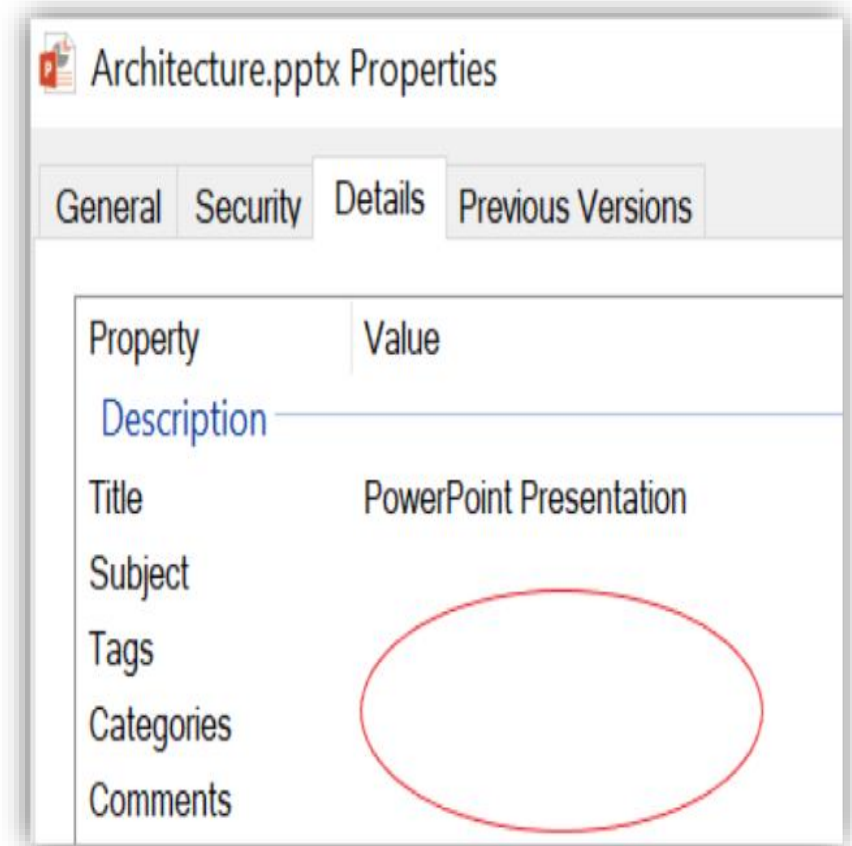 Architecture.pptx Properties
General Security Details Previous Versions
Property Value
Description
Title PowerPoint Presentation
Subject
Tags
Categories
Comments